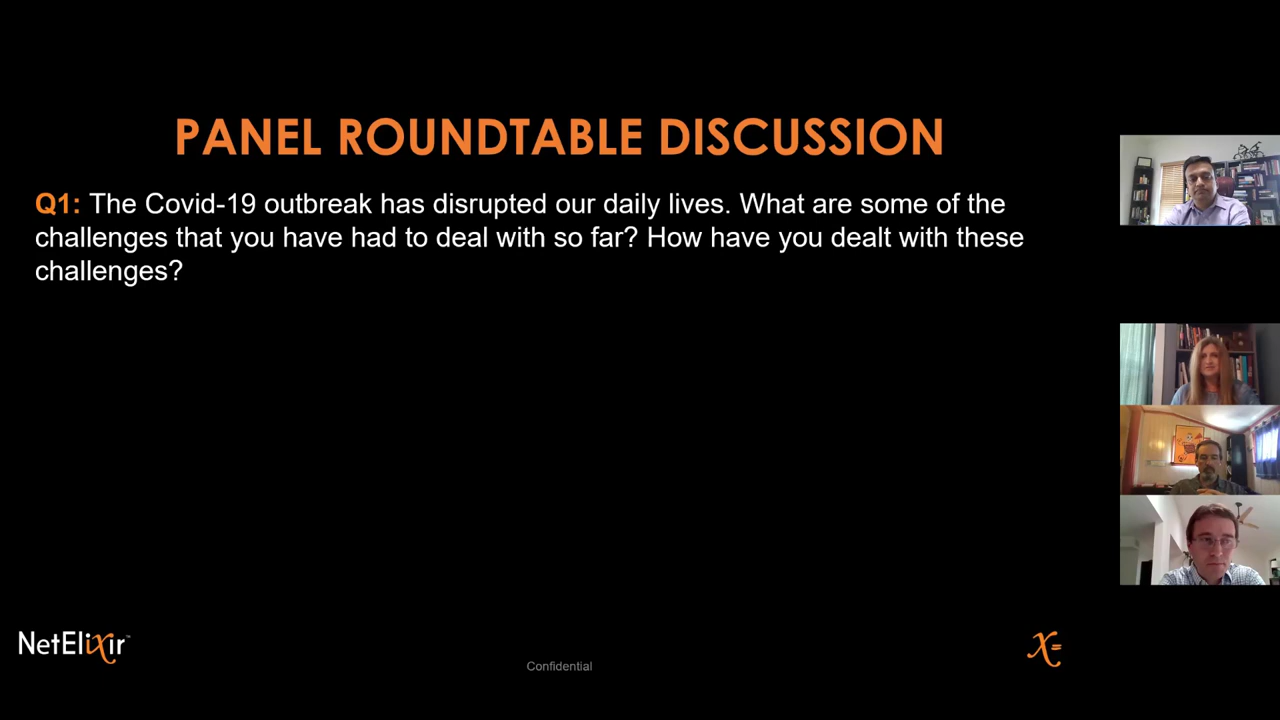 PANEL ROUNDTABLE DISCUSSION
Q1: The Covid-19 outbreak has disrupted our daily lives. What are some of the
challenges that you have had to deal with so far? How have you dealt with these
challenges?
NetElixir™
X=
Confidential